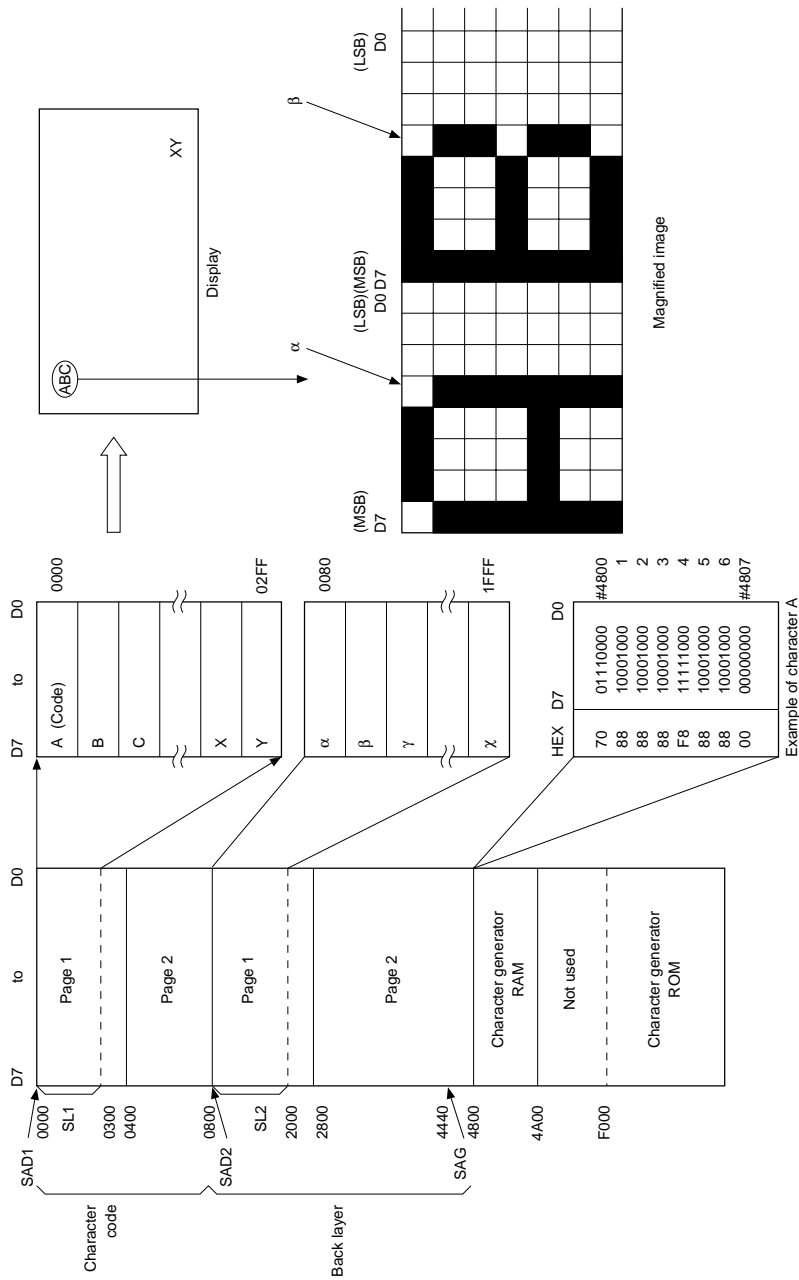 D7 to D0
SAD1
0000
SL1
0300
0400
0800
SAD2
SL2
2000
2800
4440
SAG
4800
4A00
F000
Character
code
Back layer
Page 1
Page 2
Page 1
Page 2
Character generator
RAM
Not used
Character generator
ROM
D7 to D0
A (Code)
B
C
X
Y
0000
02FF
α
β
γ
χ
0080
1FFF
HEX D7 D0
70 01110000 #4800
88 10001000 1
88 10001000 2
88 10001000 3
F8 11111000 4
88 10001000 5
88 10001000 6
00 00000000 #4807
Example of character A
ABC
XY
Display
α
β
(MSB) (LSB)(MSB) (LSB)
D7 D0 D7 D0
Magnified image